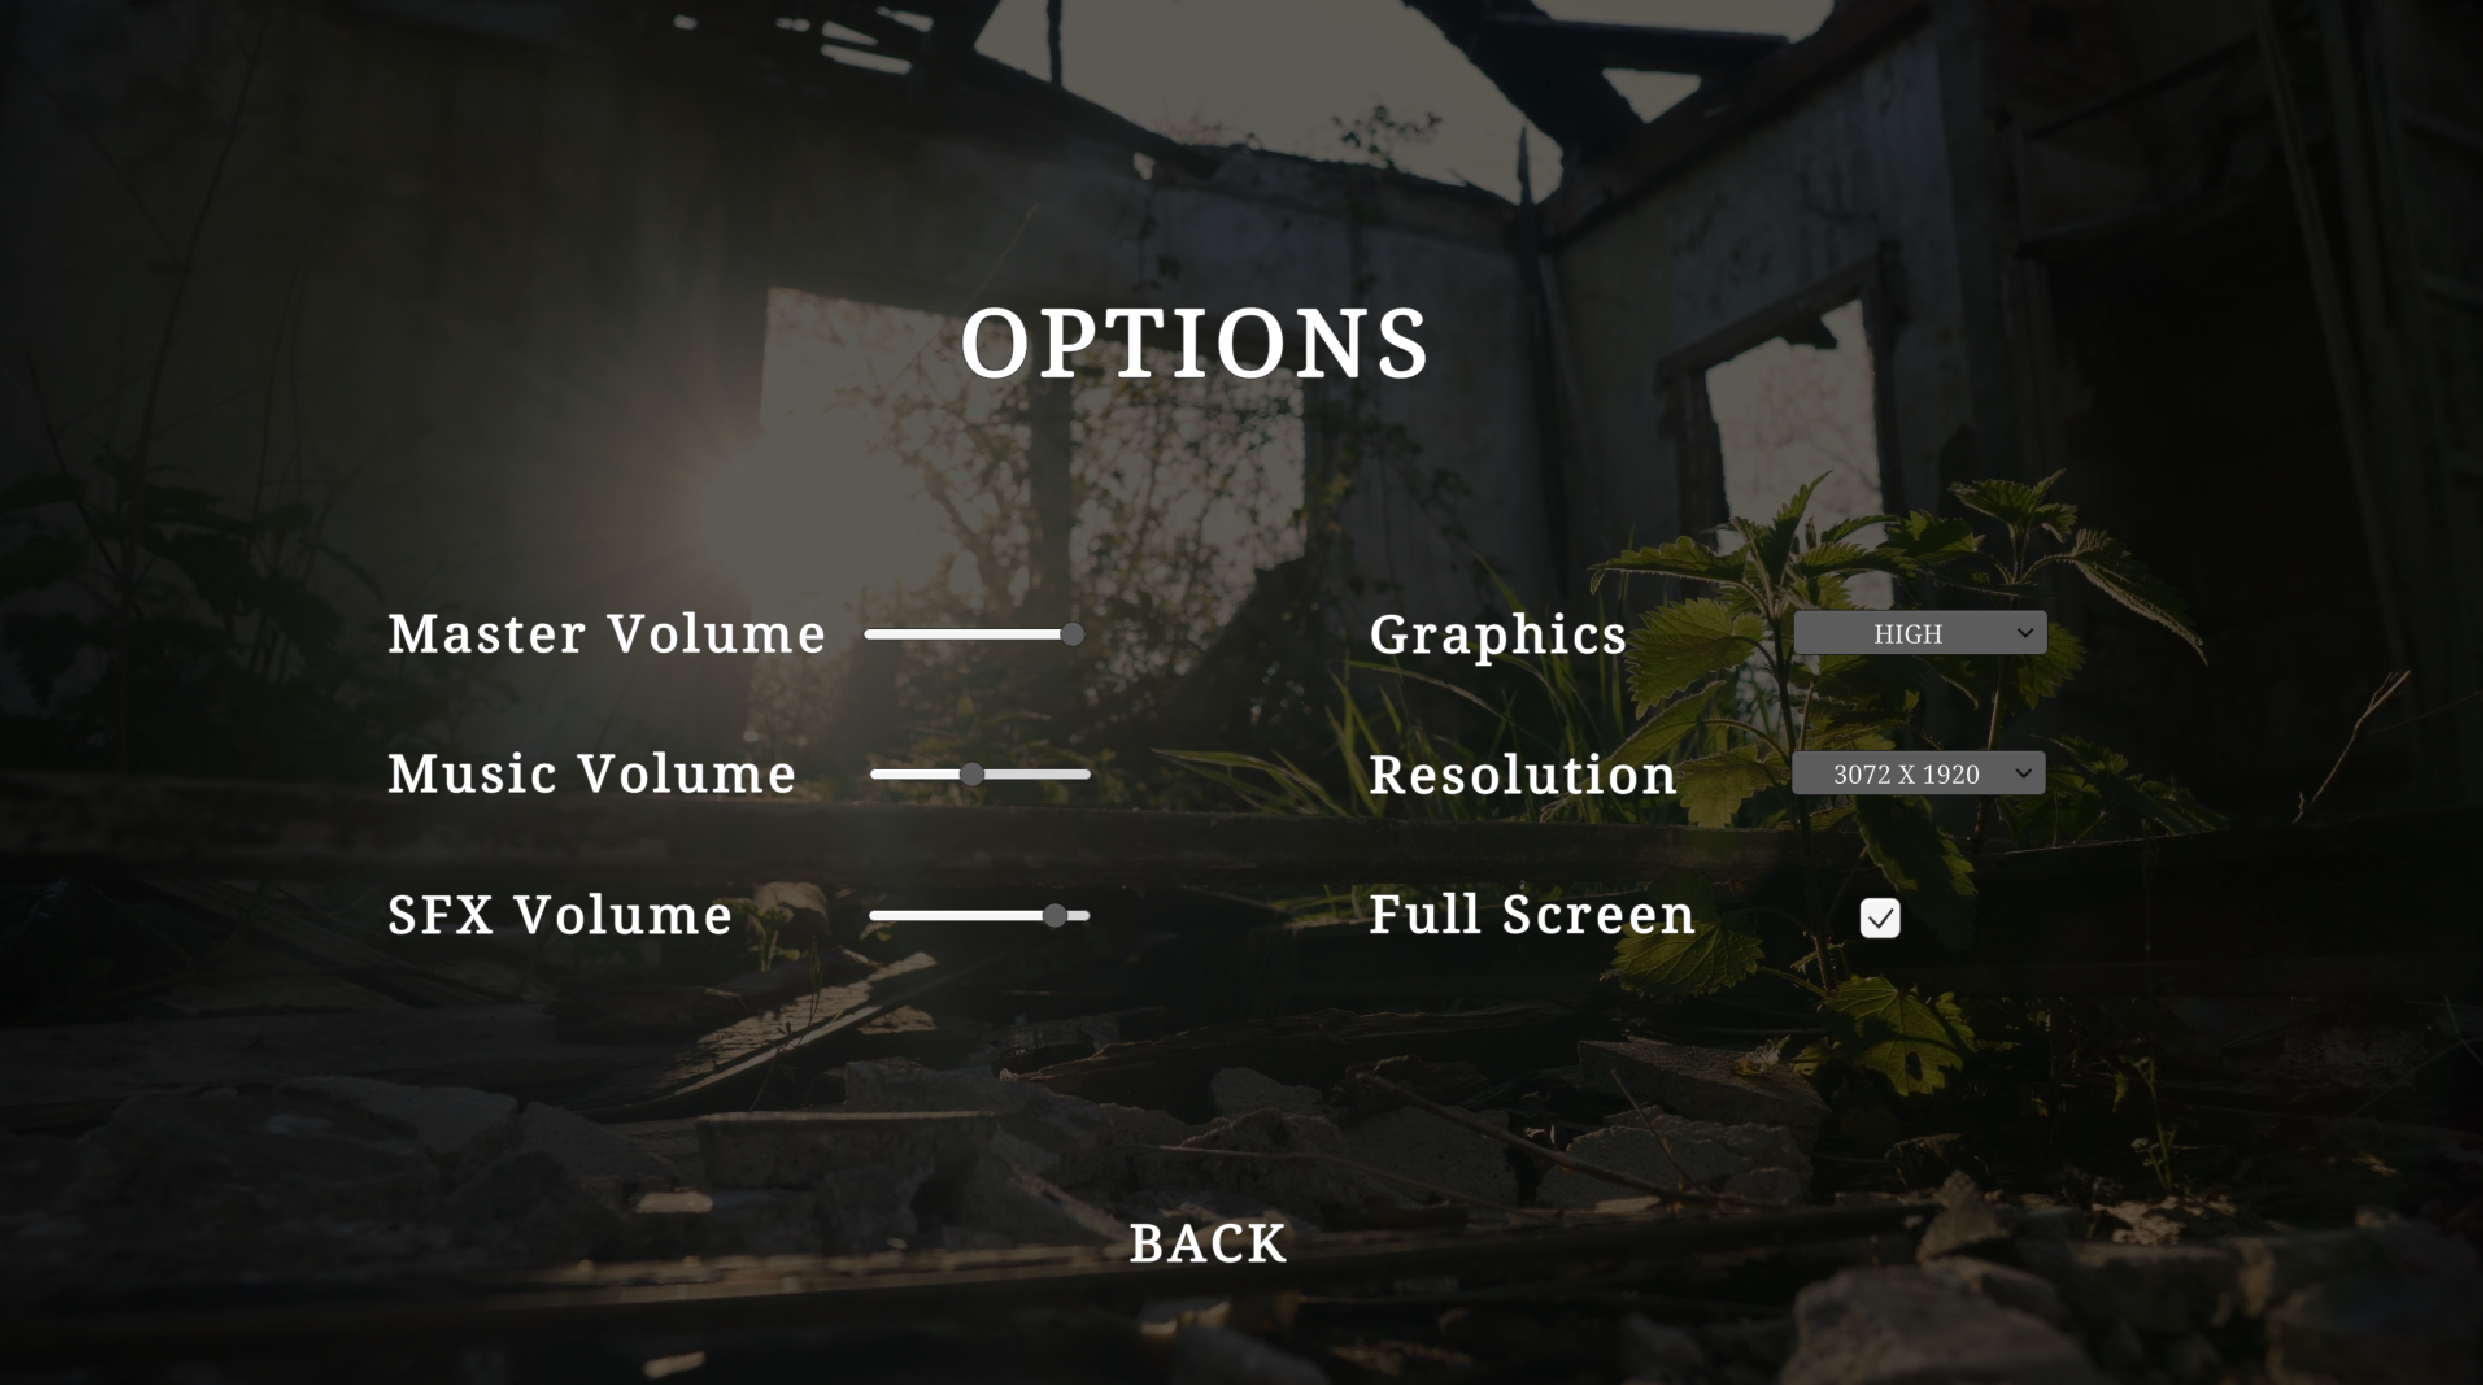 OPTIONS
Master Volume
Graphics
HIGH
Music Volume
Resolution
3072 X 1920
SFX Volume
Full Screen
BACK